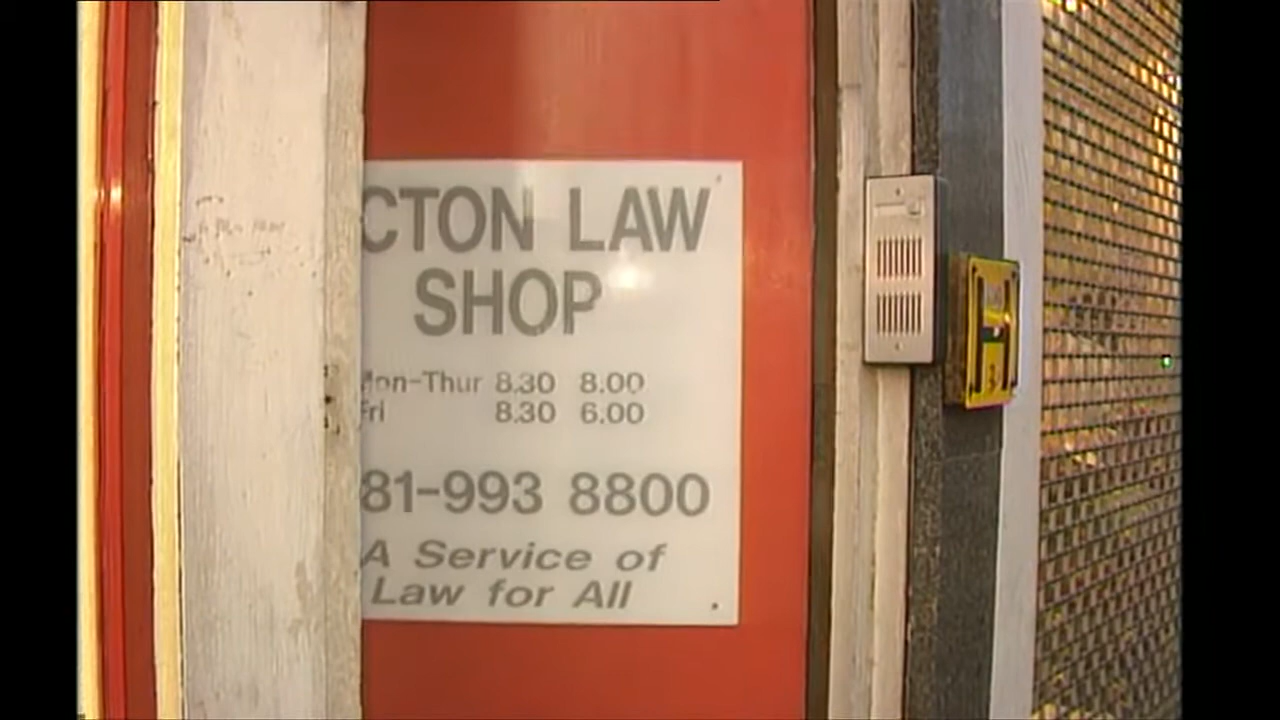 CTON LAW
SHOP
Mon-Thur 8.30 8.00
Fri 8.30 6.00
81-993 8800
A Service of
Law for All